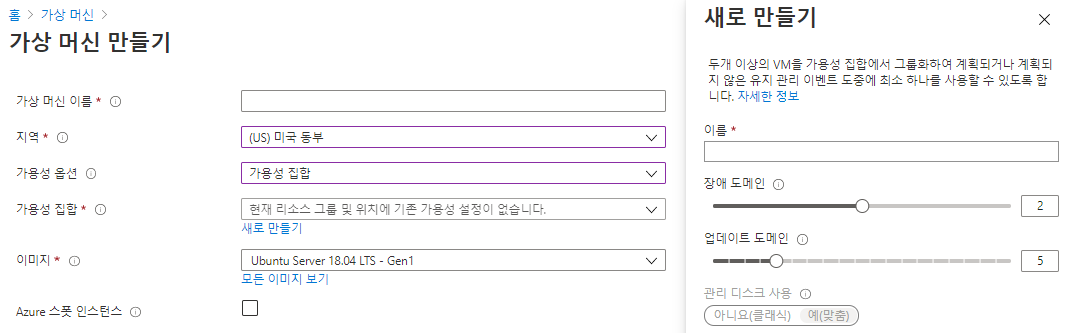 홈 > 가상 머신 >
가상 머신 만들기
가상 머신 이름 *
지역 *
(US) 미국 동부
가용성 옵션
가용성 집합
가용성 집합 *
현재 리소스 그룹 및 위치에 기존 가용성 설정이 없습니다.
새로 만들기
이미지 *
Ubuntu Server 18.04 LTS - Gen1
모든 이미지 보기
Azure 스폿 인스턴스
새로 만들기
두개 이상의 VM을 가용성 집합에서 그룹화하여 계획되거나 계획되
지 않은 유지 관리 이벤트 도중에 최소 하나를 사용할 수 있도록 합
니다. 자세한 정보
이름 *
장애 도메인
2
업데이트 도메인
5
관리 디스크 사용
아니요(클래식) 예(맞춤)